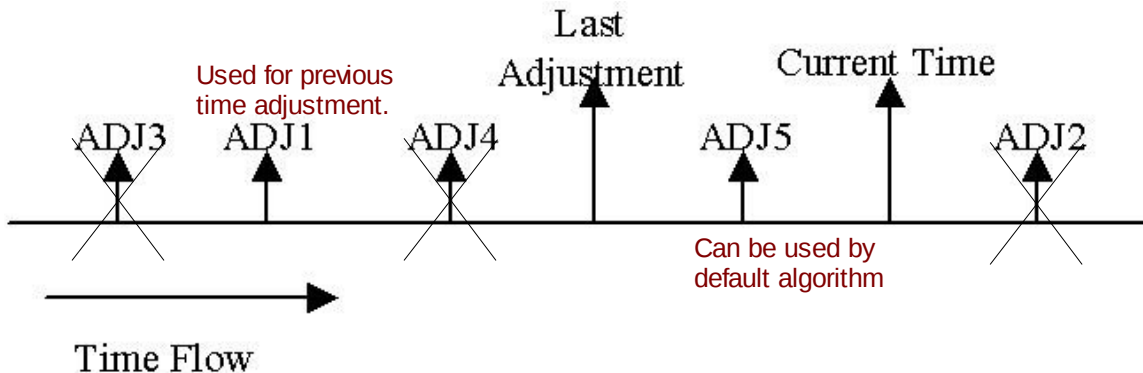 Last
Adjustment
Current Time
Used for previous
time adjustment.
ADJ3
ADJ1
ADJ4
ADJ5
ADJ2
Can be used by
default algorithm
Time Flow